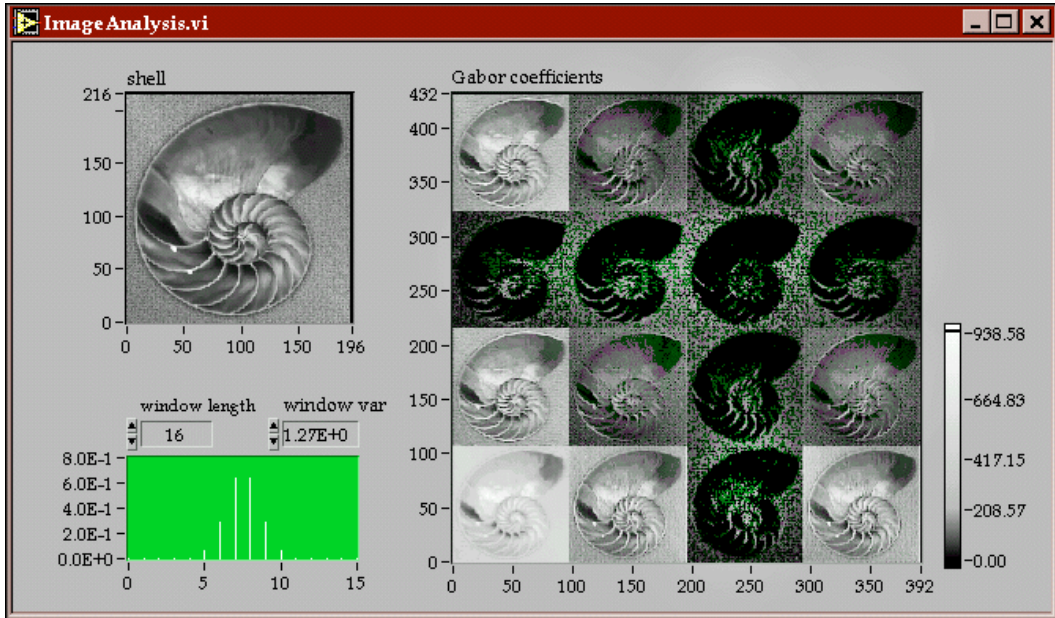 Image Analysis.vi
shell
216
150
100
50
0
0 50 100 150 196
window length window var
16 1.27E+0
8.0E-1
6.0E-1
4.0E-1
2.0E-1
0.0E+0
0 5 10 15
Gabor coefficients
432
400
350
300
250
200
150
100
50
0
0 50 100 150 200 250 300 350 392
938.58
664.83
417.15
208.57
0.00